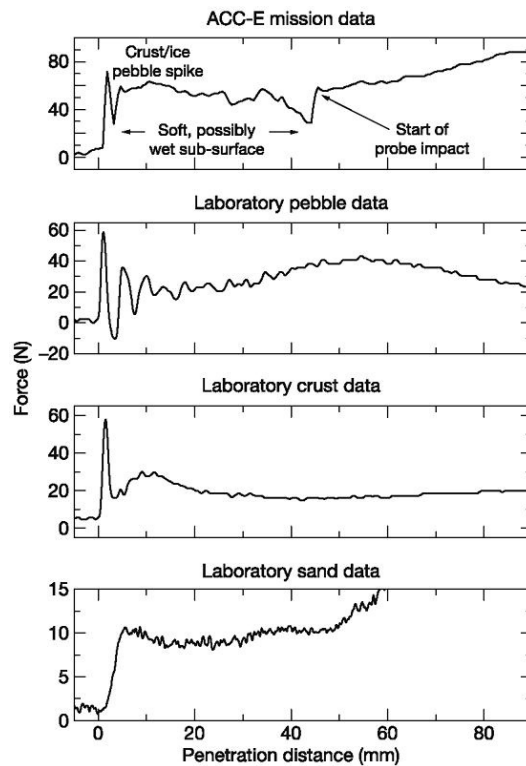 ACC-E mission data
80
40
0
Crust/ice
pebble spike
Soft, possibly
wet sub-surface
Start of
probe impact
Laboratory pebble data
60
40
20
0
−20
Laboratory crust data
60
40
20
0
Laboratory sand data
15
10
5
0
0 20 40 60 80
Penetration distance (mm)
Force (N)